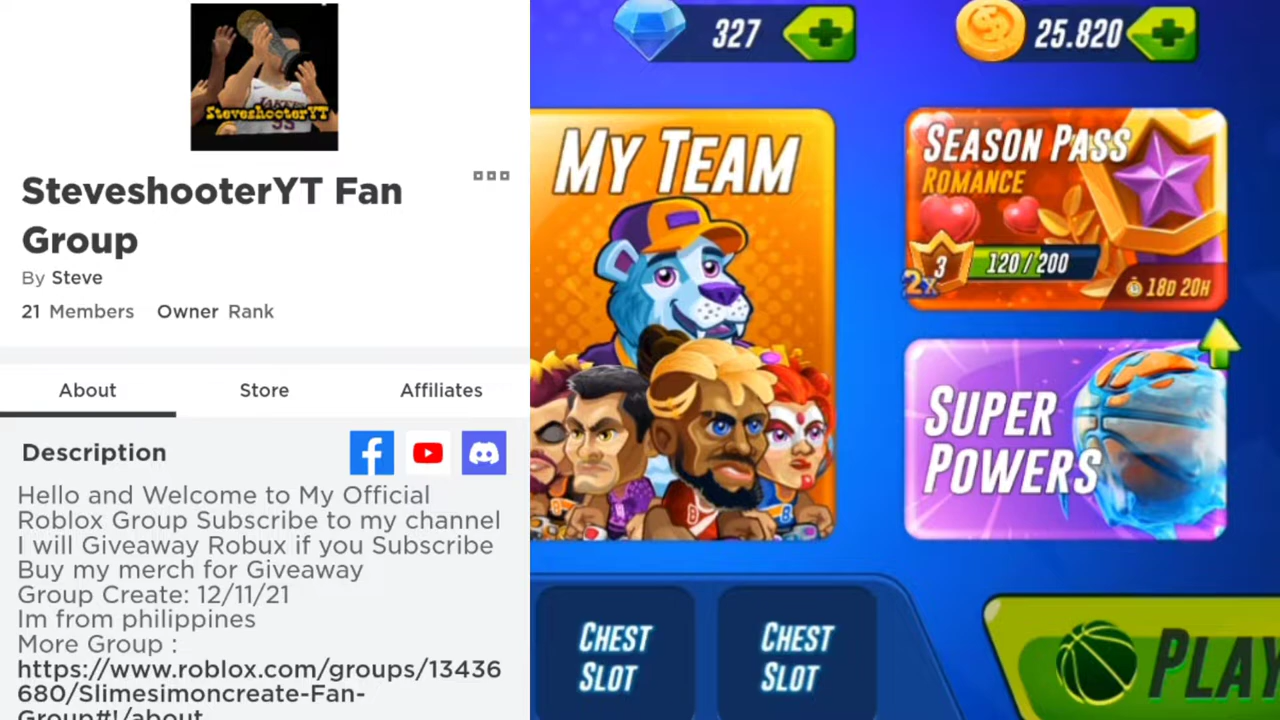 SteveshooterYT
SteveshooterYT Fan
Group
By Steve
21 Members Owner Rank
About Store Affiliates
Description
Hello and Welcome to My Official
Roblox Group Subscribe to my channel
I will Giveaway Robux if you Subscribe
Buy my merch for Giveaway
Group Create: 12/11/21
Im from philippines
More Group :
https://www.roblox.com/groups/13436
680/Slimesimoncreate-Fan-
Group#!/about
327
25.820
MY TEAM
SEASON PASS
ROMANCE
3
2x
120/200
18D 20H
SUPER
POWERS
CHEST
SLOT
CHEST
SLOT
PLAY